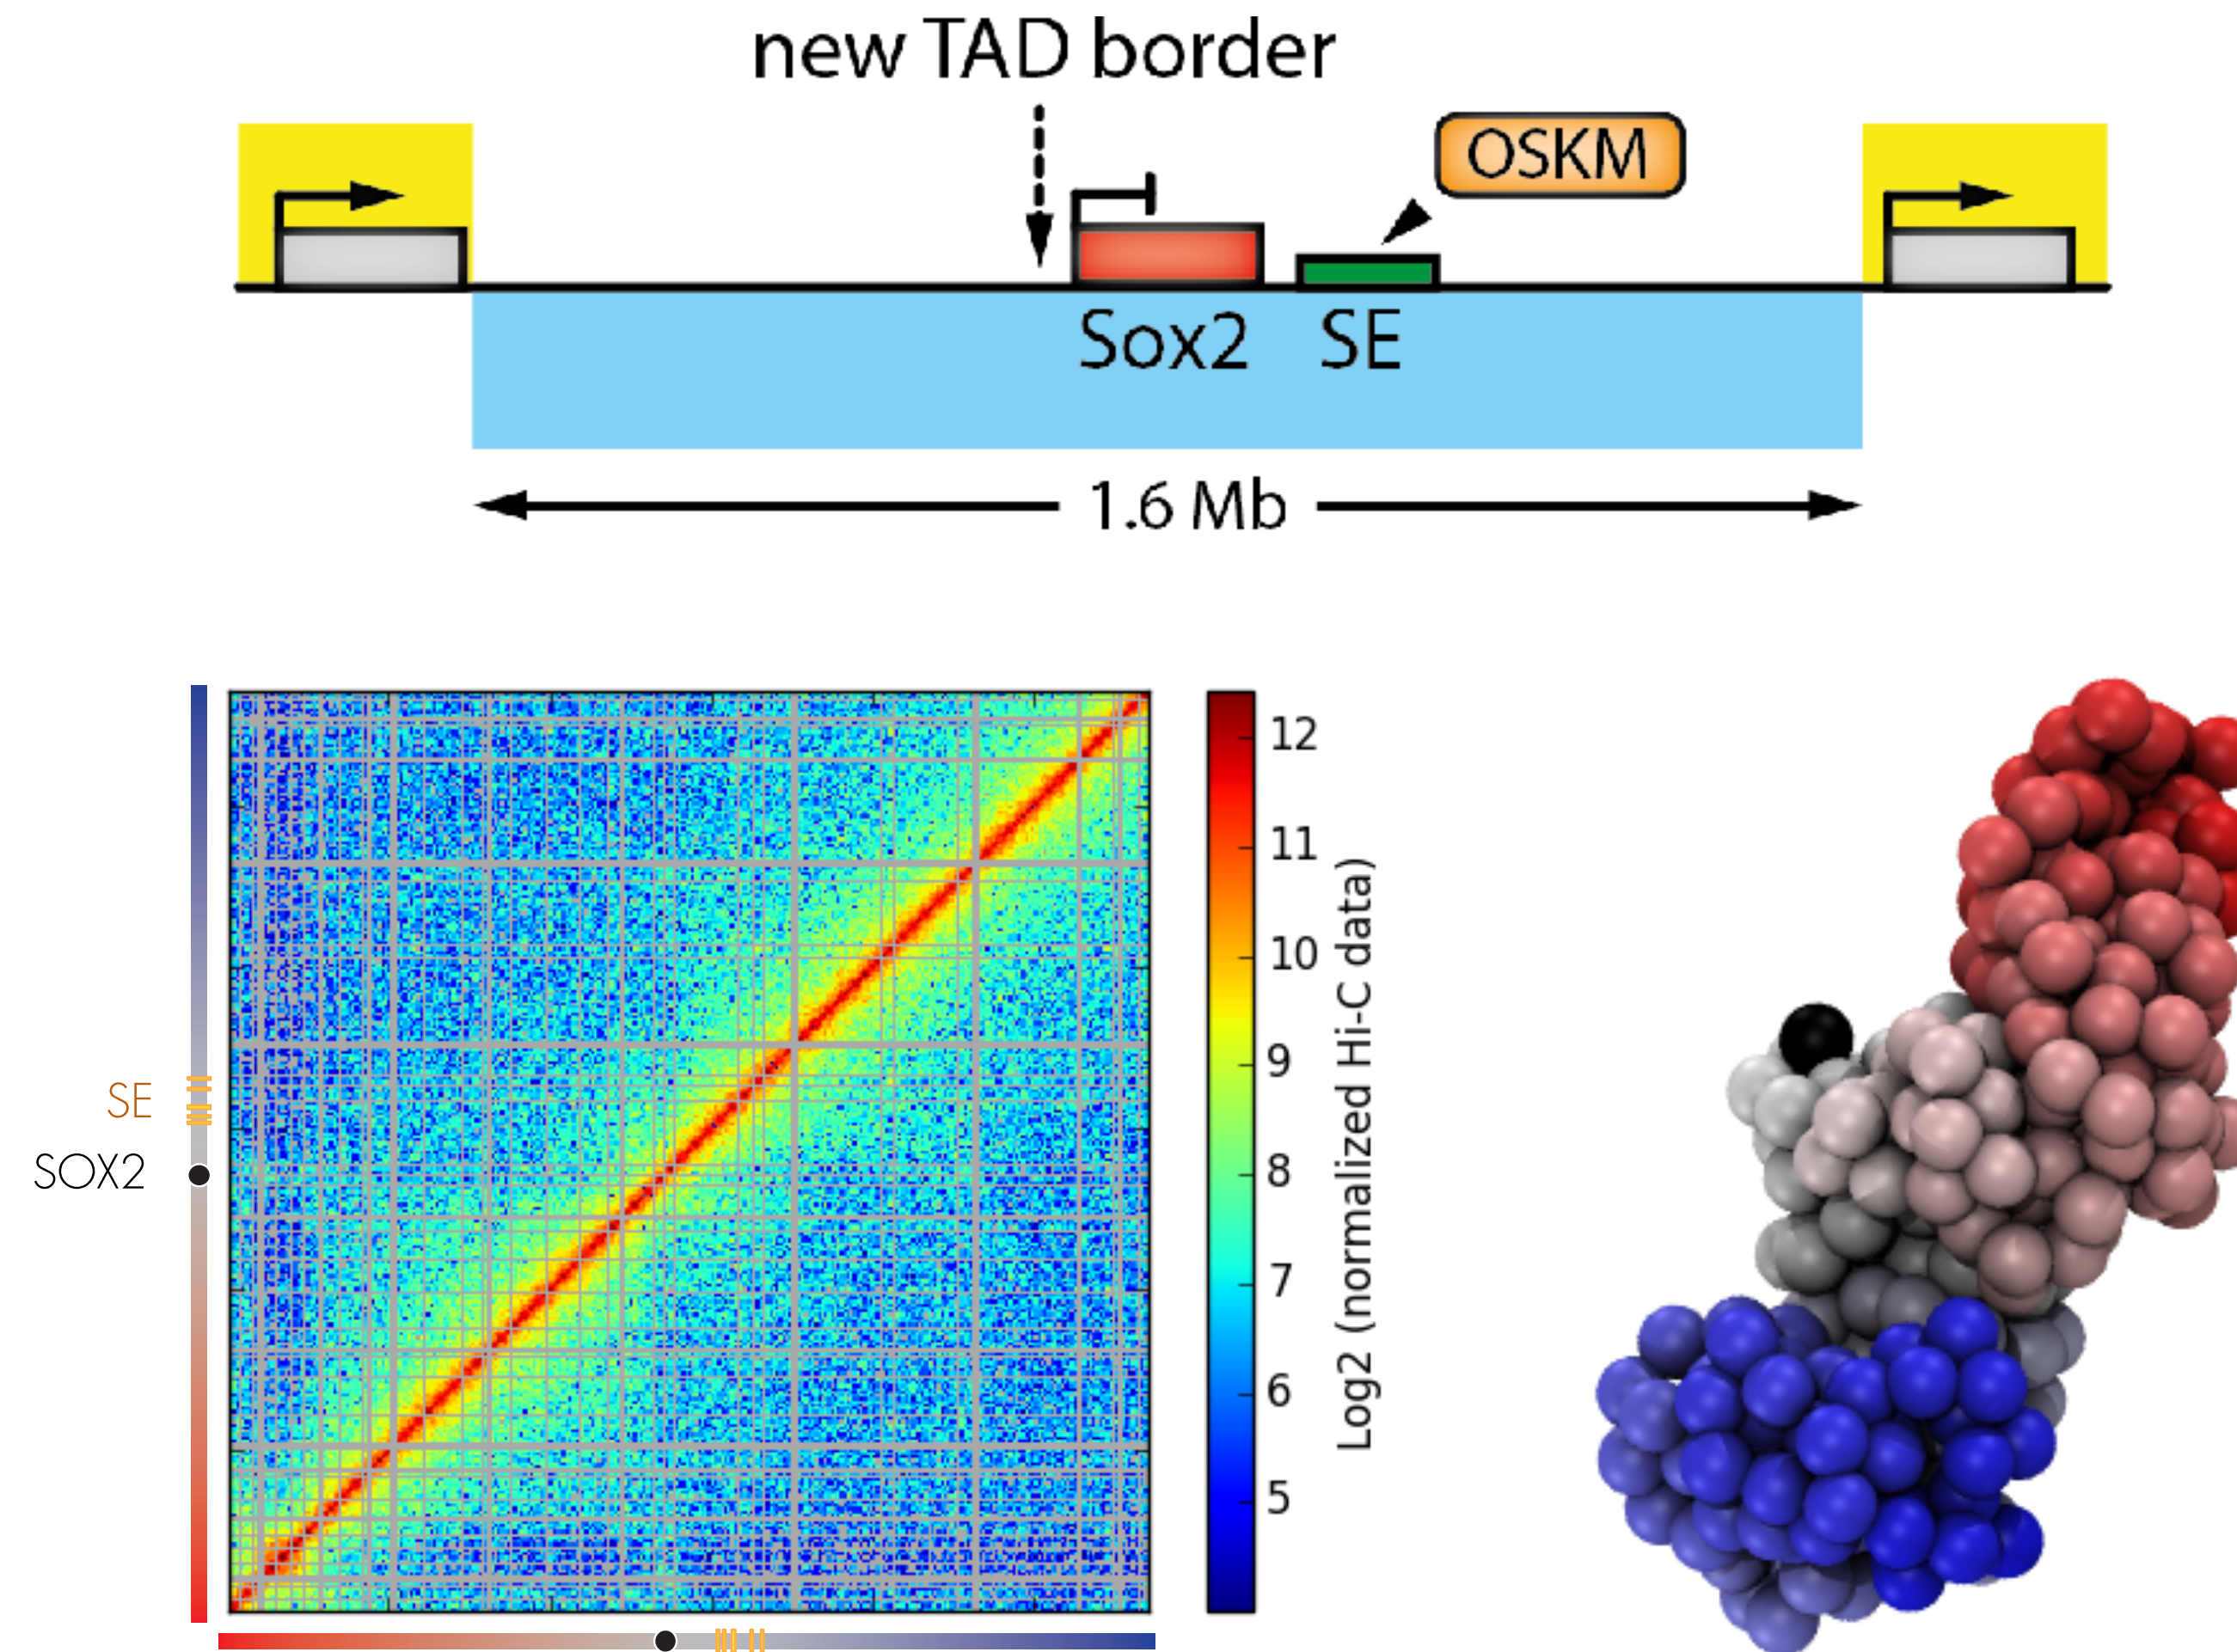 new TAD border
OSKM
Sox2 SE
1.6 Mb
12
11
10
9
8
7
6
5
Log2 (normalized Hi-C data)
SE
SOX2